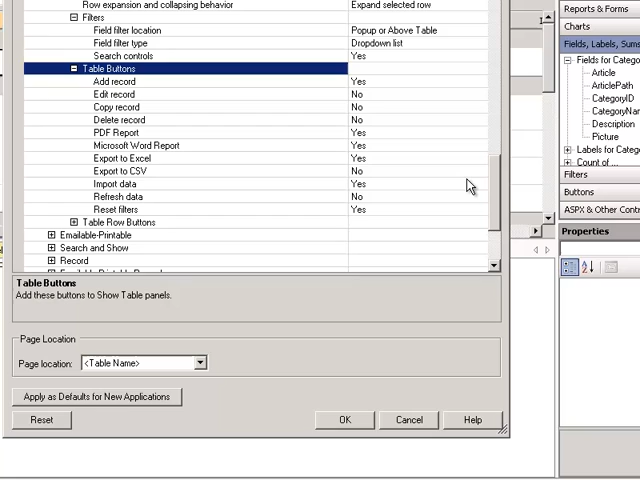 Row expansion and collapsing behavior Expand selected row
Filters
Field filter location Popup or Above Table
Field filter type Dropdown list
Search controls Yes
Table Buttons
Add record Yes
Edit record No
Copy record No
Delete record No
PDF Report Yes
Microsoft Word Report Yes
Export to Excel Yes
Export to CSV No
Import data Yes
Refresh data No
Reset filters Yes
Table Row Buttons
Emailable-Printable
Search and Show
Record
Table Buttons
Add these buttons to Show Table panels.
Page Location
Page location: <Table Name>
Apply as Defaults for New Applications
Reset OK Cancel Help
Reports & Forms
Charts
Fields, Labels, Sums
Fields for Catego
Article
ArticlePath
CategoryID
CategoryNam
Description
Picture
Labels for Catego
Count of ...
Filters
Buttons
ASPX & Other Contr
Properties